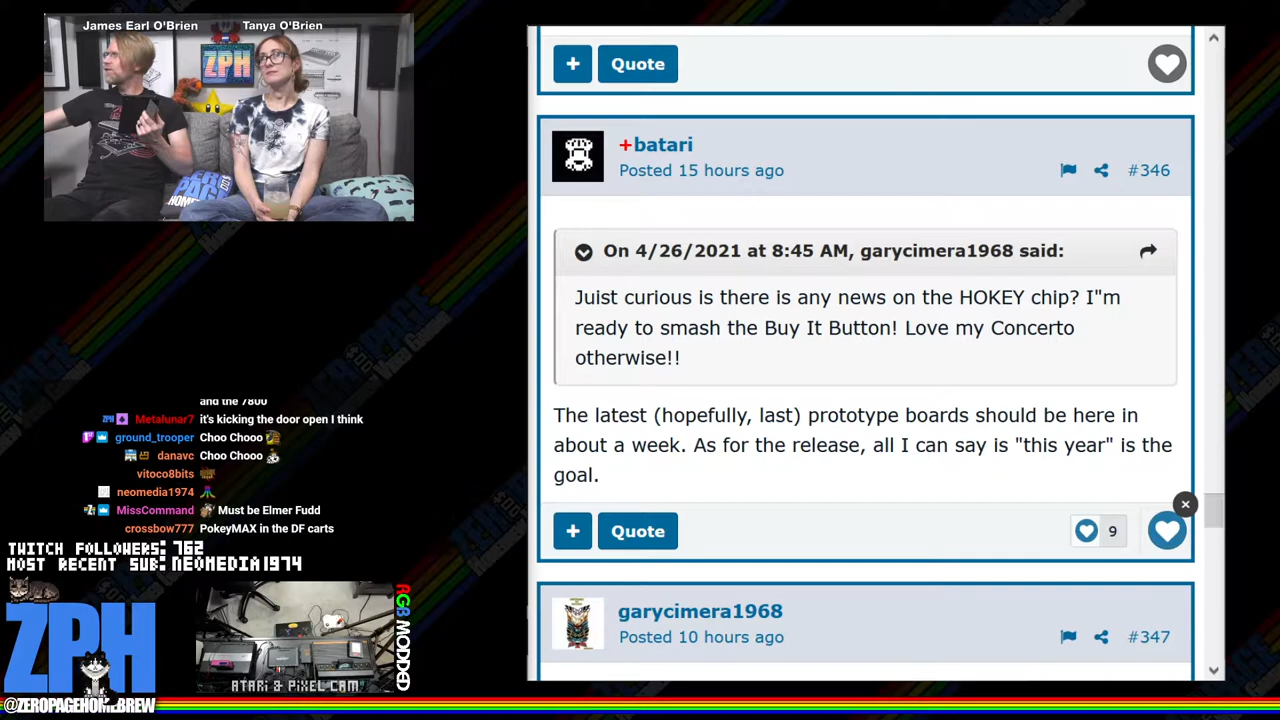 James Earl O'Brien
Tanya O'Brien
ZPH
ZERO
PAGE
HOMEBREW
and the 7800
Metalunar7 it's kicking the door open I think
ground_trooper Choo Chooo
danavc Choo Chooo
vitoco8bits
neomedia1974
MissCommand Must be Elmer Fudd
crossbow777 PokeyMAX in the DF carts
TWITCH FOLLOWERS: 762
MOST RECENT SUB: NEOMEDIA1974
ZPH
RGB MODDED
ATARI & PIXEL CAM
@ZEROPAGEHOMEBREW
+ Quote
+batari
Posted 15 hours ago
#346
On 4/26/2021 at 8:45 AM, garycimera1968 said:
Juist curious is there is any news on the HOKEY chip? I"m
ready to smash the Buy It Button! Love my Concerto
otherwise!!
The latest (hopefully, last) prototype boards should be here in
about a week. As for the release, all I can say is "this year" is the
goal.
+ Quote
9
garycimera1968
Posted 10 hours ago
#347